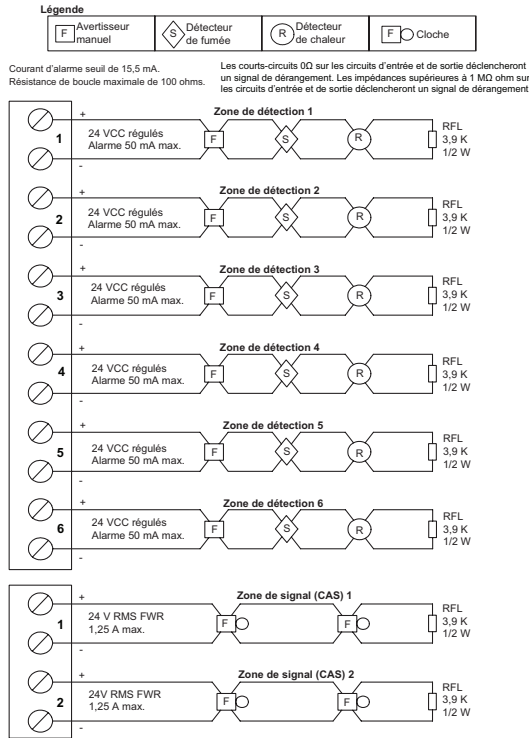 Légende
F Avertisseur
manuel
S Détecteur
de fumée
R Détecteur
de chaleur
F Cloche
Courant d'alarme seuil de 15,5 mA.
Résistance de boucle maximale de 100 ohms.
Les courts-circuits 0Ω sur les circuits d'entrée et de sortie déclencheront
un signal de dérangement. Les impédances supérieures à 1 MΩ ohm sur
les circuits d'entrée et de sortie déclencheront un signal de dérangement
Zone de détection 1
+
1
24 VCC régulés
Alarme 50 mA max.
-
F
S
R
RFL
3,9 K
1/2 W
Zone de détection 2
+
2
24 VCC régulés
Alarme 50 mA max.
-
F
S
R
RFL
3,9 K
1/2 W
Zone de détection 3
+
3
24 VCC régulés
Alarme 50 mA max.
-
F
S
R
RFL
3,9 K
1/2 W
Zone de détection 4
+
4
24 VCC régulés
Alarme 50 mA max.
-
F
S
R
RFL
3,9 K
1/2 W
Zone de détection 5
+
5
24 VCC régulés
Alarme 50 mA max.
-
F
S
R
RFL
3,9 K
1/2 W
Zone de détection 6
+
6
24 VCC régulés
Alarme 50 mA max.
-
F
S
R
RFL
3,9 K
1/2 W
Zone de signal (CAS) 1
+
1
24 V RMS FWR
1,25 A max.
-
F
F
RFL
3,9 K
1/2 W
Zone de signal (CAS) 2
+
2
24V RMS FWR
1,25 A max.
-
F
F
RFL
3,9 K
1/2 W